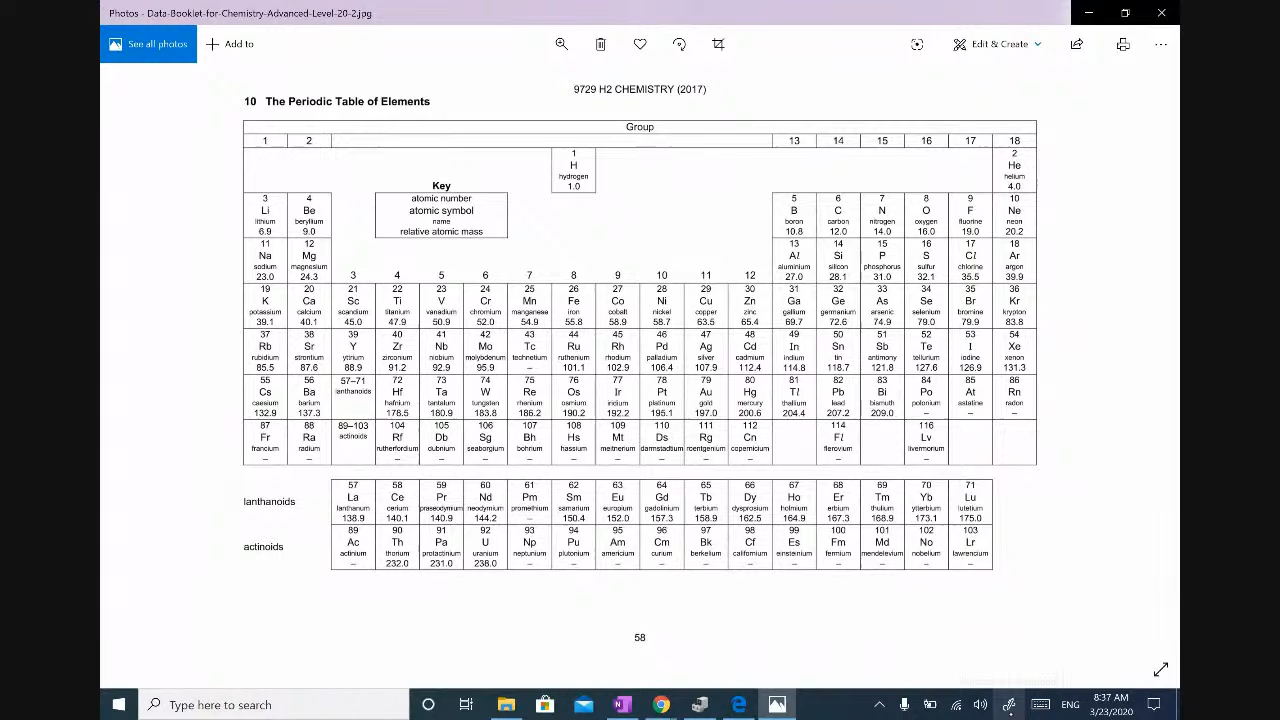 Photos - Data-Booklet-for-Chemistry-Advanced-Level-20-2.jpg
See all photos
Add to
Edit & Create
9729 H2 CHEMISTRY (2017)
10 The Periodic Table of Elements
Group
1 2 13 14 15 16 17 18
1 2
H He
hydrogen helium
1.0 4.0
Key
atomic number
atomic symbol
name
relative atomic mass
3 4 5 6 7 8 9 10
Li Be B C N O F Ne
lithium beryllium boron carbon nitrogen oxygen fluorine neon
6.9 9.0 10.8 12.0 14.0 16.0 19.0 20.2
11 12 13 14 15 16 17 18
Na Mg Al Si P S Cl Ar
sodium magnesium aluminium silicon phosphorus sulfur chlorine argon
23.0 24.3 3 4 5 6 7 8 9 10 11 12 27.0 28.1 31.0 32.1 35.5 39.9
19 20 21 22 23 24 25 26 27 28 29 30 31 32 33 34 35 36
K Ca Sc Ti V Cr Mn Fe Co Ni Cu Zn Ga Ge As Se Br Kr
potassium calcium scandium titanium vanadium chromium manganese iron cobalt nickel copper zinc gallium germanium arsenic selenium bromine krypton
39.1 40.1 45.0 47.9 50.9 52.0 54.9 55.8 58.9 58.7 63.5 65.4 69.7 72.6 74.9 79.0 79.9 83.8
37 38 39 40 41 42 43 44 45 46 47 48 49 50 51 52 53 54
Rb Sr Y Zr Nb Mo Tc Ru Rh Pd Ag Cd In Sn Sb Te I Xe
rubidium strontium yttrium zirconium niobium molybdenum technetium ruthenium rhodium palladium silver cadmium indium tin antimony tellurium iodine xenon
85.5 87.6 88.9 91.2 92.9 95.9 – 101.1 102.9 106.4 107.9 112.4 114.8 118.7 121.8 127.6 126.9 131.3
55 56 57–71 72 73 74 75 76 77 78 79 80 81 82 83 84 85 86
Cs Ba lanthanoids Hf Ta W Re Os Ir Pt Au Hg Tl Pb Bi Po At Rn
caesium barium hafnium tantalum tungsten rhenium osmium iridium platinum gold mercury thallium lead bismuth polonium astatine radon
132.9 137.3 178.5 180.9 183.8 186.2 190.2 192.2 195.1 197.0 200.6 204.4 207.2 209.0 – – –
87 88 89–103 104 105 106 107 108 109 110 111 112 114 116
Fr Ra actinoids Rf Db Sg Bh Hs Mt Ds Rg Cn Fl Lv
francium radium rutherfordium dubnium seaborgium bohrium hassium meitnerium darmstadtium roentgenium copernicium flerovium livermorium
– – – – – – – – – – – – –
57 58 59 60 61 62 63 64 65 66 67 68 69 70 71
lanthanoids La Ce Pr Nd Pm Sm Eu Gd Tb Dy Ho Er Tm Yb Lu
lanthanum cerium praseodymium neodymium promethium samarium europium gadolinium terbium dysprosium holmium erbium thulium ytterbium lutetium
138.9 140.1 140.9 144.2 – 150.4 152.0 157.3 158.9 162.5 164.9 167.3 168.9 173.1 175.0
89 90 91 92 93 94 95 96 97 98 99 100 101 102 103
actinoids Ac Th Pa U Np Pu Am Cm Bk Cf Es Fm Md No Lr
actinium thorium protactinium uranium neptunium plutonium americium curium berkelium californium einsteinium fermium mendelevium nobelium lawrencium
– 232.0 231.0 238.0 – – – – – – – – – – –
58
Type here to search
ENG
8:37 AM
3/23/2020